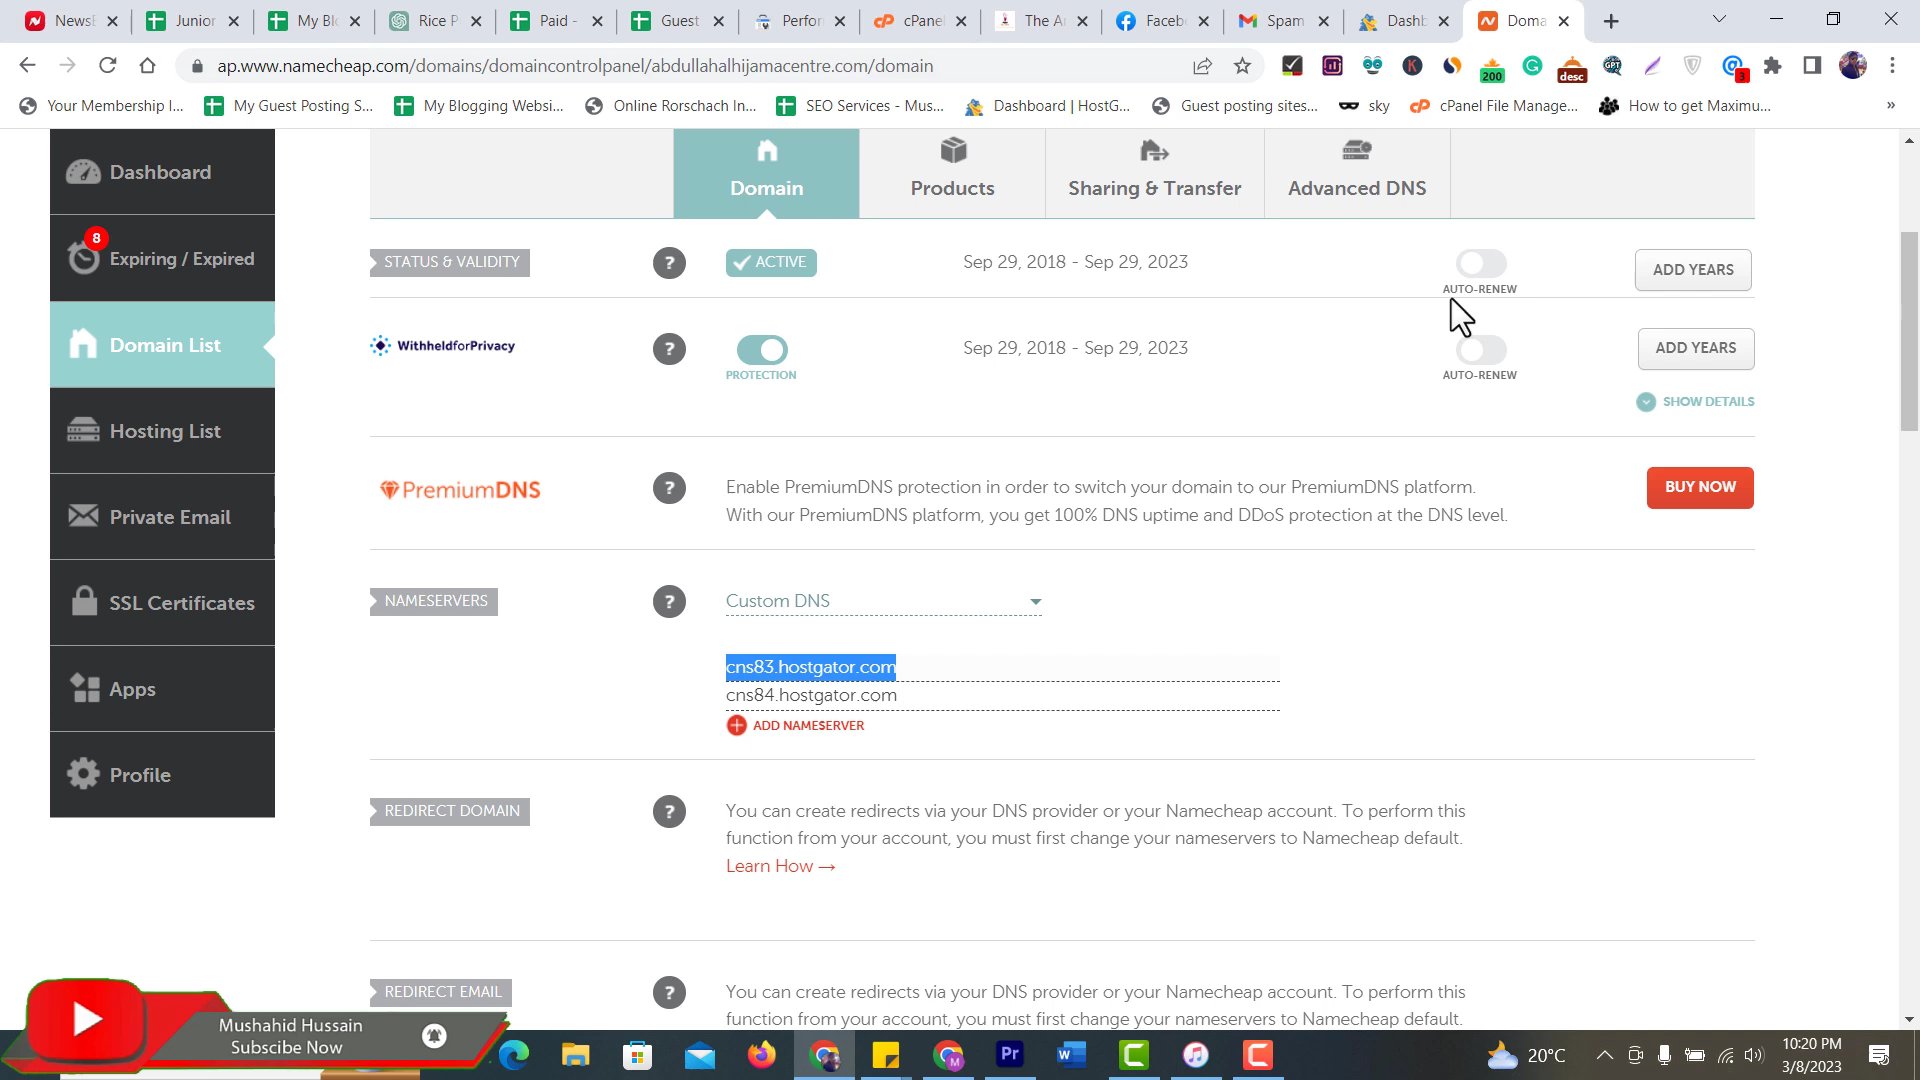 News
Junior
My Bl
Rice P
Paid -
Guest
Perfor
cPanel
The Ar
Faceb
Spam
Dashb
Doma
ap.www.namecheap.com/domains/domaincontrolpanel/abdullahalhijamacentre.com/domain
200
desc
GPT
3
Your Membership I...
My Guest Posting S...
My Blogging Websi...
Online Rorschach In...
SEO Services - Mus...
Dashboard | HostG...
Guest posting sites...
sky
cPanel File Manage...
How to get Maximu...
»
Dashboard
8
Expiring / Expired
Domain List
Hosting List
Private Email
SSL Certificates
Apps
Profile
Domain
Products
Sharing & Transfer
Advanced DNS
STATUS & VALIDITY
?
ACTIVE
Sep 29, 2018 - Sep 29, 2023
AUTO-RENEW
ADD YEARS
WithheldforPrivacy
?
PROTECTION
Sep 29, 2018 - Sep 29, 2023
AUTO-RENEW
ADD YEARS
SHOW DETAILS
PremiumDNS
?
Enable PremiumDNS protection in order to switch your domain to our PremiumDNS platform.
With our PremiumDNS platform, you get 100% DNS uptime and DDoS protection at the DNS level.
BUY NOW
NAMESERVERS
?
Custom DNS
cns83.hostgator.com
cns84.hostgator.com
ADD NAMESERVER
REDIRECT DOMAIN
?
You can create redirects via your DNS provider or your Namecheap account. To perform this
function from your account, you must first change your nameservers to Namecheap default.
Learn How →
REDIRECT EMAIL
?
You can create redirects via your DNS provider or your Namecheap account. To perform this
function from your account, you must first change your nameservers to Namecheap default.
Mushahid Hussain
Subscibe Now
20°C
10:20 PM
3/8/2023